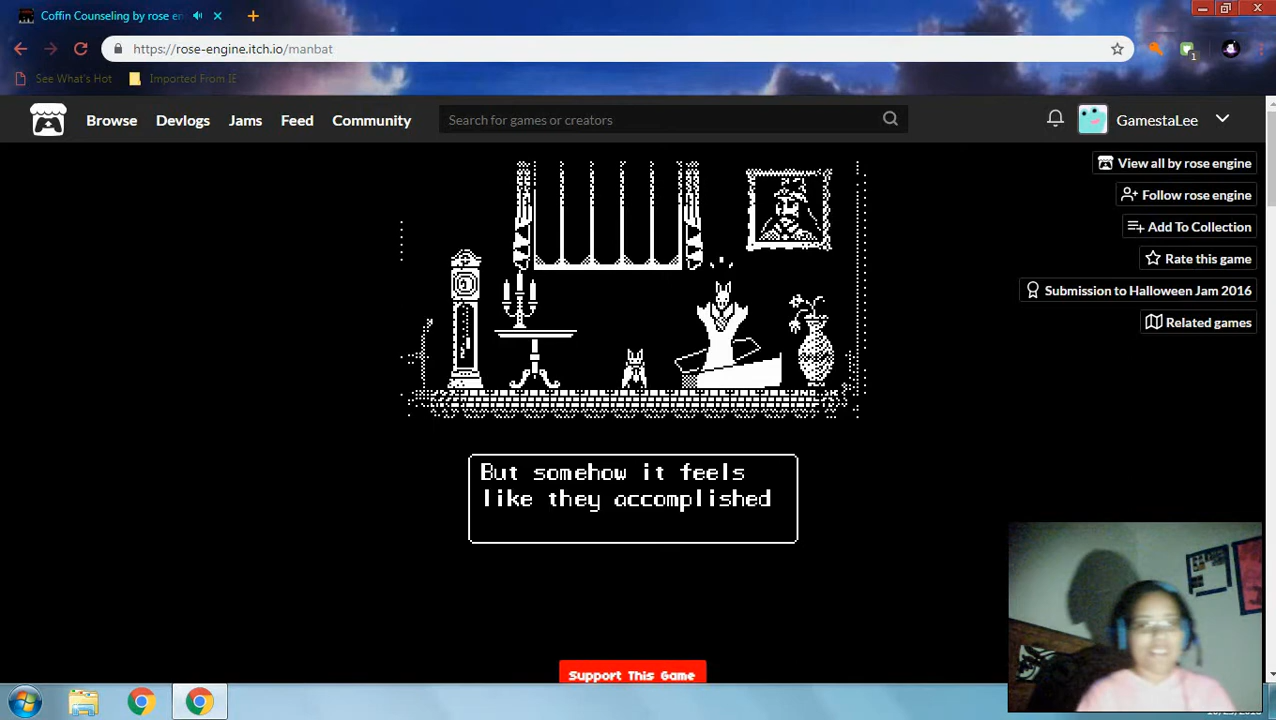 Coffin Counseling by rose en
https://rose-engine.itch.io/manbat
1
See What's Hot
Imported From IE
Browse
Devlogs
Jams
Feed
Community
Search for games or creators
GamestaLee
View all by rose engine
Follow rose engine
Add To Collection
Rate this game
Submission to Halloween Jam 2016
Related games
But somehow it feels
like they accomplished
Support This Game